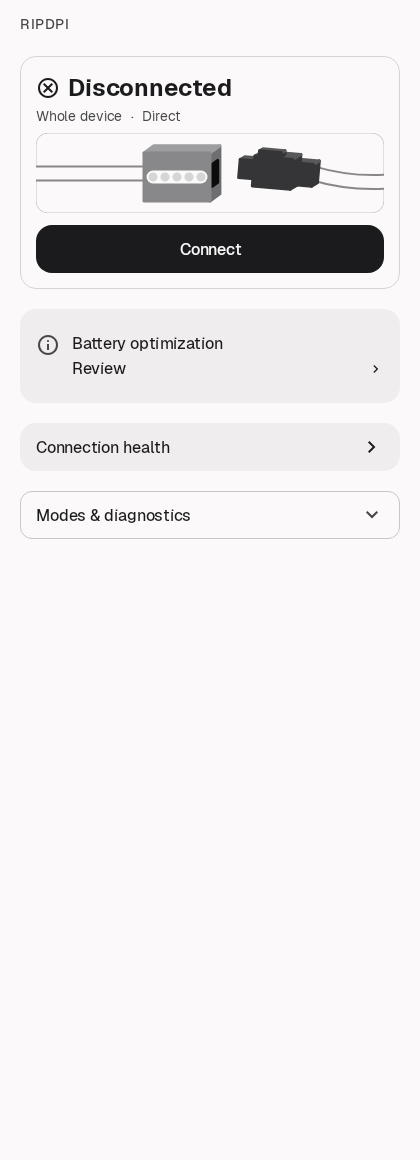 RIPDPI
Disconnected
Whole device · Direct
Connect
Battery optimization
Review
Connection health
Modes & diagnostics